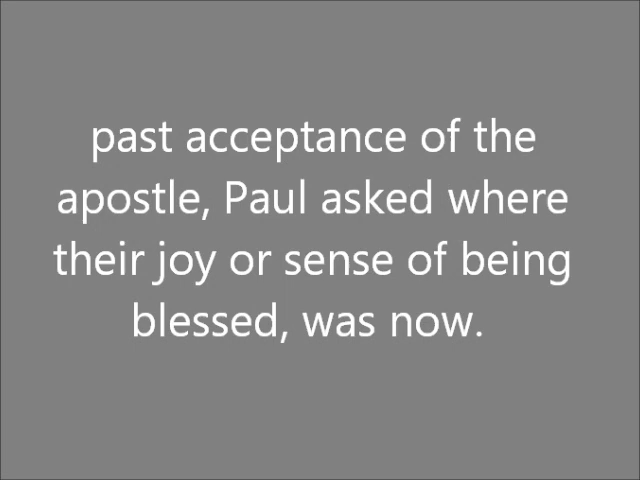 past acceptance of the
apostle, Paul asked where
their joy or sense of being
blessed, was now.